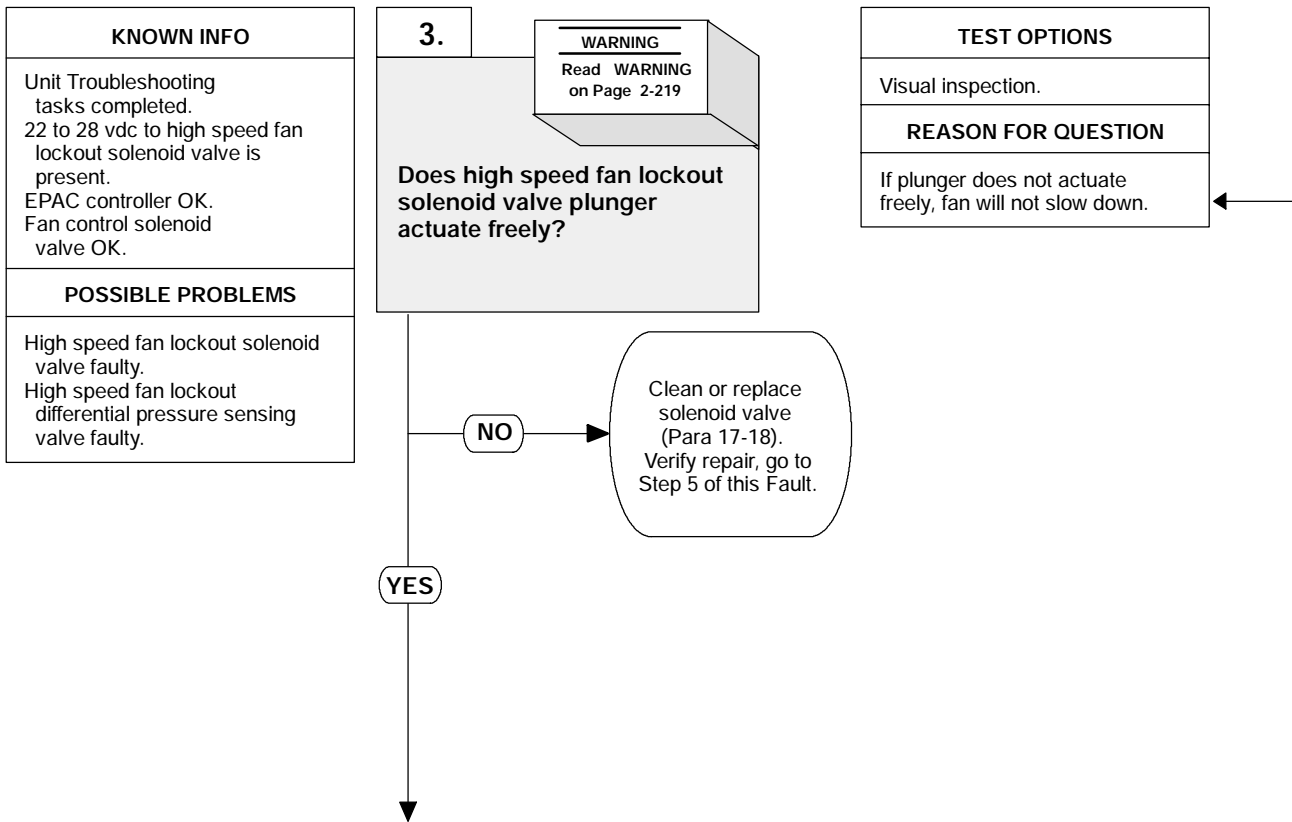 KNOWN INFO
Unit Troubleshooting
tasks completed.
22 to 28 vdc to high speed fan
lockout solenoid valve is
present.
EPAC controller OK.
Fan control solenoid
valve OK.
POSSIBLE PROBLEMS
High speed fan lockout solenoid
valve faulty.
High speed fan lockout
differential pressure sensing
valve faulty.
3.
WARNING
Read WARNING
on Page 2-219
Does high speed fan lockout
solenoid valve plunger
actuate freely?
TEST OPTIONS
Visual inspection.
REASON FOR QUESTION
If plunger does not actuate
freely, fan will not slow down.
NO
Clean or replace
solenoid valve
(Para 17-18).
Verify repair, go to
Step 5 of this Fault.
YES